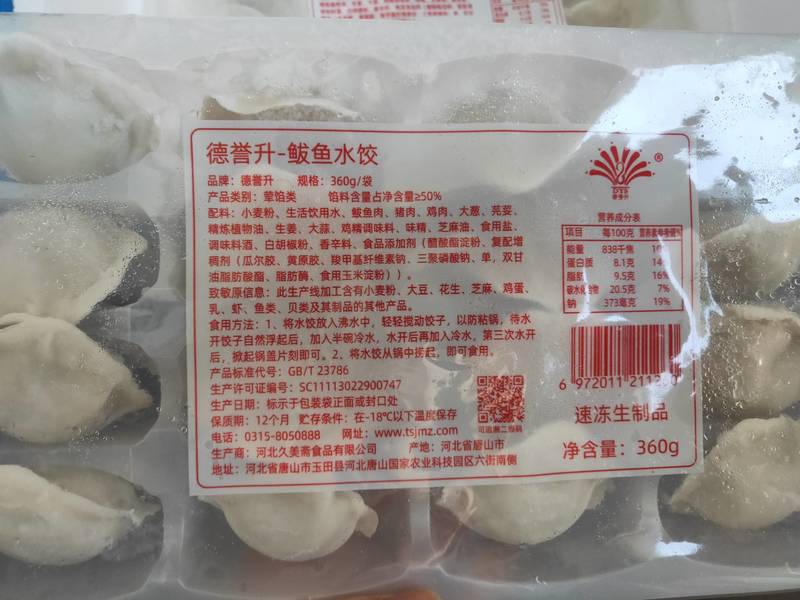 德誉升-鲅鱼水饺
品牌：德誉升 规格：360g/袋
产品类别：荤馅类 馅料含量占净含量≥50%
配料：小麦粉、生活饮用水、鲅鱼肉、猪肉、鸡肉、大葱、芫荽、
精炼植物油、生姜、大蒜、鸡精调味料、味精、芝麻油、食用盐、
调味料酒、白胡椒粉、香辛料、食品添加剂（醋酸酯淀粉、复配增
稠剂（瓜尔胶、黄原胶、羧甲基纤维素钠、三聚磷酸钠、单，双甘
油脂肪酸酯、脂肪酶、食用玉米淀粉））。
致敏原信息：此生产线加工含有小麦粉、大豆、花生、芝麻、鸡蛋、
乳、虾、鱼类、贝类及其制品的其他产品。
食用方法：1、将水饺放入沸水中，轻轻搅动饺子，以防粘锅，待水
开饺子自然浮起后，加入半碗冷水，水开后再加入冷水，第三次水开
后，掀起锅盖片刻即可。2、将水饺从锅中捞起，即可食用。
产品标准代号：GB/T 23786
生产许可证编号：SC11113022900747
生产日期：标示于包装袋正面或封口处
保质期：12个月 贮存条件：在-18℃以下温度保存
电话：0315-8050888 网址：www.tsjmz.com
生产商：河北久美斋食品有限公司 产地：河北省唐山市
地址：河北省唐山市玉田县河北唐山国家农业科技园区六街南侧
可追溯二维码
DYS
德誉升
®
营养成分表
项目 每100克 营养素参考值%
能量 838千焦
蛋白质 8.1克
脂肪 9.5克 16%
碳水化物 20.5克 7%
钠 373毫克 19%
6 972011
速冻生制品
净含量：360g